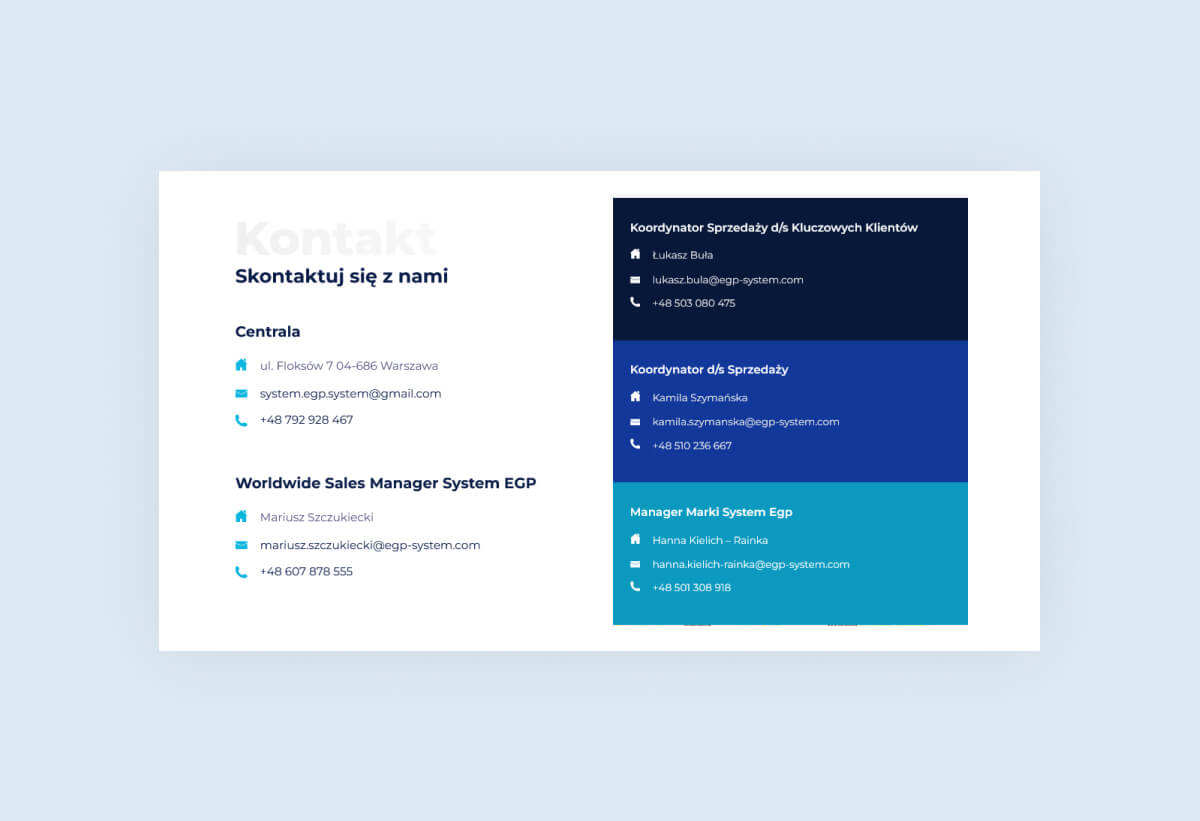 Kontakt
Skontaktuj się z nami
Centrala
ul. Floksów 7 04-686 Warszawa
system.egp.system@gmail.com
+48 792 928 467
Worldwide Sales Manager System EGP
Mariusz Szczukiecki
mariusz.szczukiecki@egp-system.com
+48 607 878 555
Koordynator Sprzedaży d/s Kluczowych Klientów
Łukasz Buła
lukasz.bula@egp-system.com
+48 503 080 475
Koordynator d/s Sprzedaży
Kamila Szymańska
kamila.szymanska@egp-system.com
+48 510 236 667
Manager Marki System Egp
Hanna Kielich – Rainka
hanna.kielich-rainka@egp-system.com
+48 501 308 918